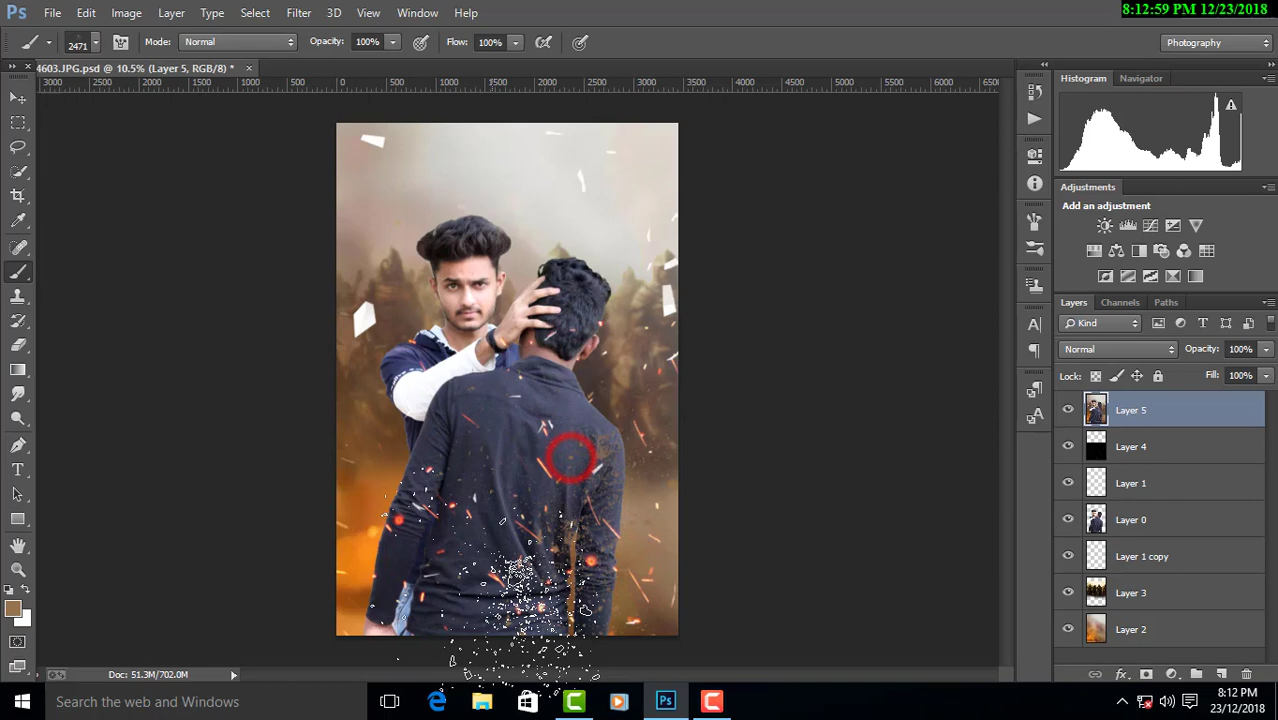 8:12:59 PM 12/23/2018
Ps File Edit Image Layer Type Select Filter 3D View Window Help
2471 Mode: Normal Opacity: 100% Flow: 100% Photography
4603.JPG.psd @ 10.5% (Layer 5, RGB/8) * ×
3000 2500 2000 1500 1000 500 0 500 1000 1500 2000 2500 3000 3500 4000 4500 5000 5500 6000 6500
Histogram Navigator
Adjustments
Add an adjustment
Layers Channels Paths
Kind
Normal Opacity: 100%
Lock: Fill: 100%
Layer 5
Layer 4
Layer 1
Layer 0
Layer 1 copy
Layer 3
Layer 2
Doc: 51.3M/702.0M
Search the web and Windows
Ps
8:12 PM
23/12/2018